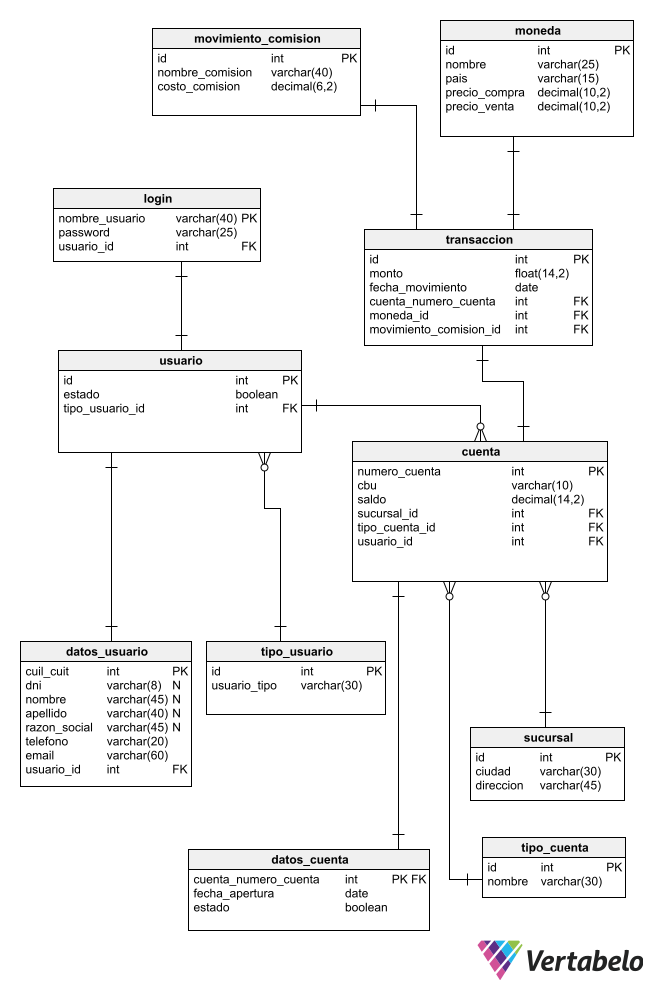 movimiento_comision
id int PK
nombre_comision varchar(40)
costo_comision decimal(6,2)
moneda
id int PK
nombre varchar(25)
pais varchar(15)
precio_compra decimal(10,2)
precio_venta decimal(10,2)
login
nombre_usuario varchar(40) PK
password varchar(25)
usuario_id int FK
transaccion
id int PK
monto float(14,2)
fecha_movimiento date
cuenta_numero_cuenta int FK
moneda_id int FK
movimiento_comision_id int FK
usuario
id int PK
estado boolean
tipo_usuario_id int FK
cuenta
numero_cuenta int PK
cbu varchar(10)
saldo decimal(14,2)
sucursal_id int FK
tipo_cuenta_id int FK
usuario_id int FK
datos_usuario
cuil_cuit int PK
dni varchar(8) N
nombre varchar(45) N
apellido varchar(40) N
razon_social varchar(45) N
telefono varchar(20)
email varchar(60)
usuario_id int FK
tipo_usuario
id int PK
usuario_tipo varchar(30)
sucursal
id int PK
ciudad varchar(30)
direccion varchar(45)
tipo_cuenta
id int PK
nombre varchar(30)
datos_cuenta
cuenta_numero_cuenta int PK FK
fecha_apertura date
estado boolean
Vertabelo